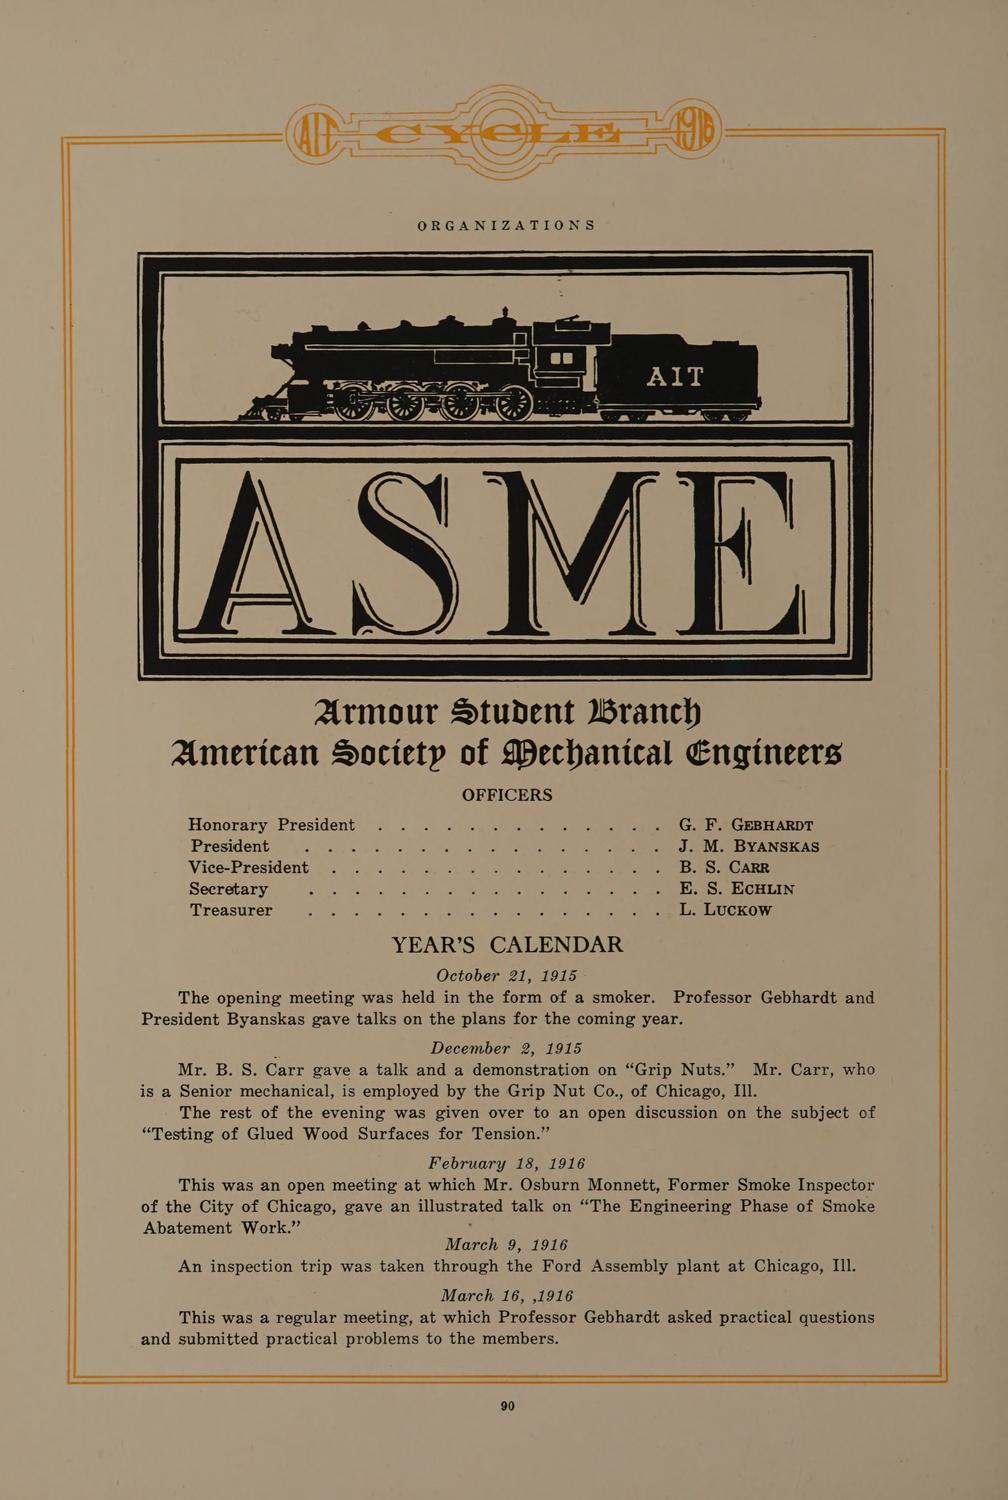 AIT CYCLE 1916
ORGANIZATIONS
AIT
ASME
Armour Student Branch
American Society of Mechanical Engineers
OFFICERS
Honorary President . . . . . . . . . . . . . G. F. GEBHARDT
President . . . . . . . . . . . . . . . . J. M. BYANSKAS
Vice-President . . . . . . . . . . . . . . . B. S. CARR
Secretary . . . . . . . . . . . . . . . . E. S. ECHLIN
Treasurer . . . . . . . . . . . . . . . . L. LUCKOW
YEAR'S CALENDAR
October 21, 1915
The opening meeting was held in the form of a smoker. Professor Gebhardt and
President Byanskas gave talks on the plans for the coming year.
December 2, 1915
Mr. B. S. Carr gave a talk and a demonstration on “Grip Nuts.” Mr. Carr, who
is a Senior mechanical, is employed by the Grip Nut Co., of Chicago, Ill.
The rest of the evening was given over to an open discussion on the subject of
“Testing of Glued Wood Surfaces for Tension.”
February 18, 1916
This was an open meeting at which Mr. Osburn Monnett, Former Smoke Inspector
of the City of Chicago, gave an illustrated talk on “The Engineering Phase of Smoke
Abatement Work.”
March 9, 1916
An inspection trip was taken through the Ford Assembly plant at Chicago, Ill.
March 16, ,1916
This was a regular meeting, at which Professor Gebhardt asked practical questions
and submitted practical problems to the members.
90